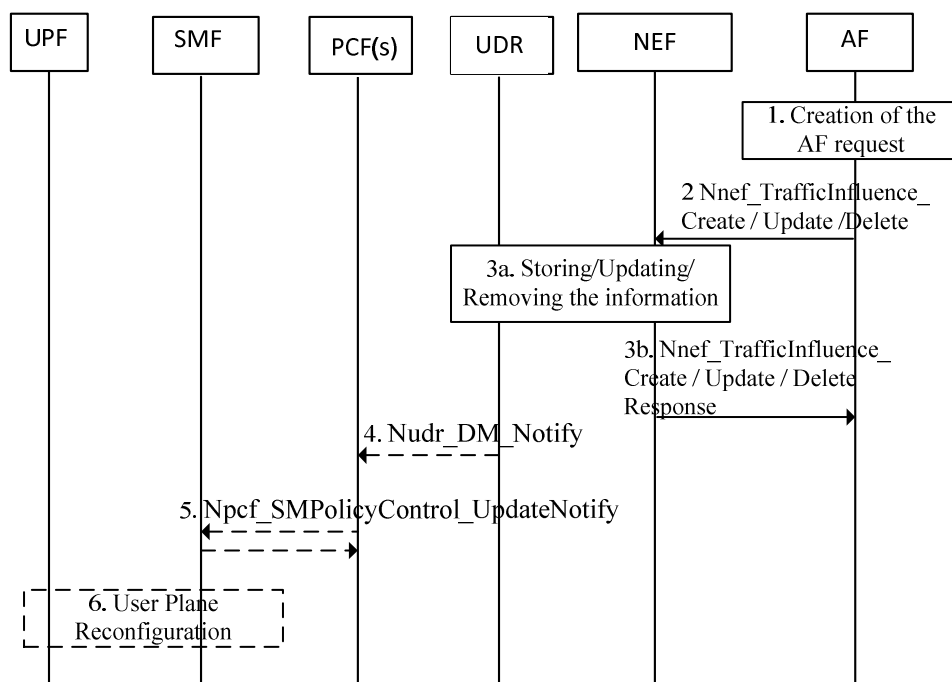 UPF
SMF
PCF(s)
UDR
NEF
AF
1. Creation of the
AF request
2 Nnef_TrafficInfluence_
Create / Update /Delete
3a. Storing/Updating/
Removing the information
3b. Nnef_TrafficInfluence_
Create / Update / Delete
Response
4. Nudr_DM_Notify
5. Npcf_SMPolicyControl_UpdateNotify
6. User Plane
Reconfiguration